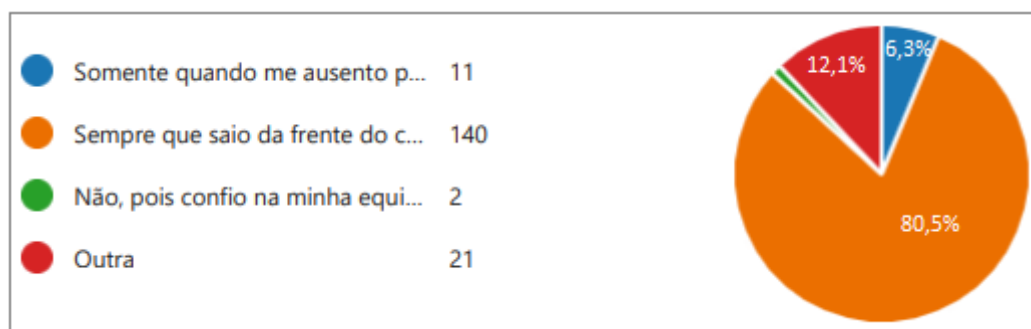 Somente quando me ausento p... 11
Sempre que saio da frente do c... 140
Não, pois confio na minha equi... 2
Outra 21
6,3%
12,1%
80,5%